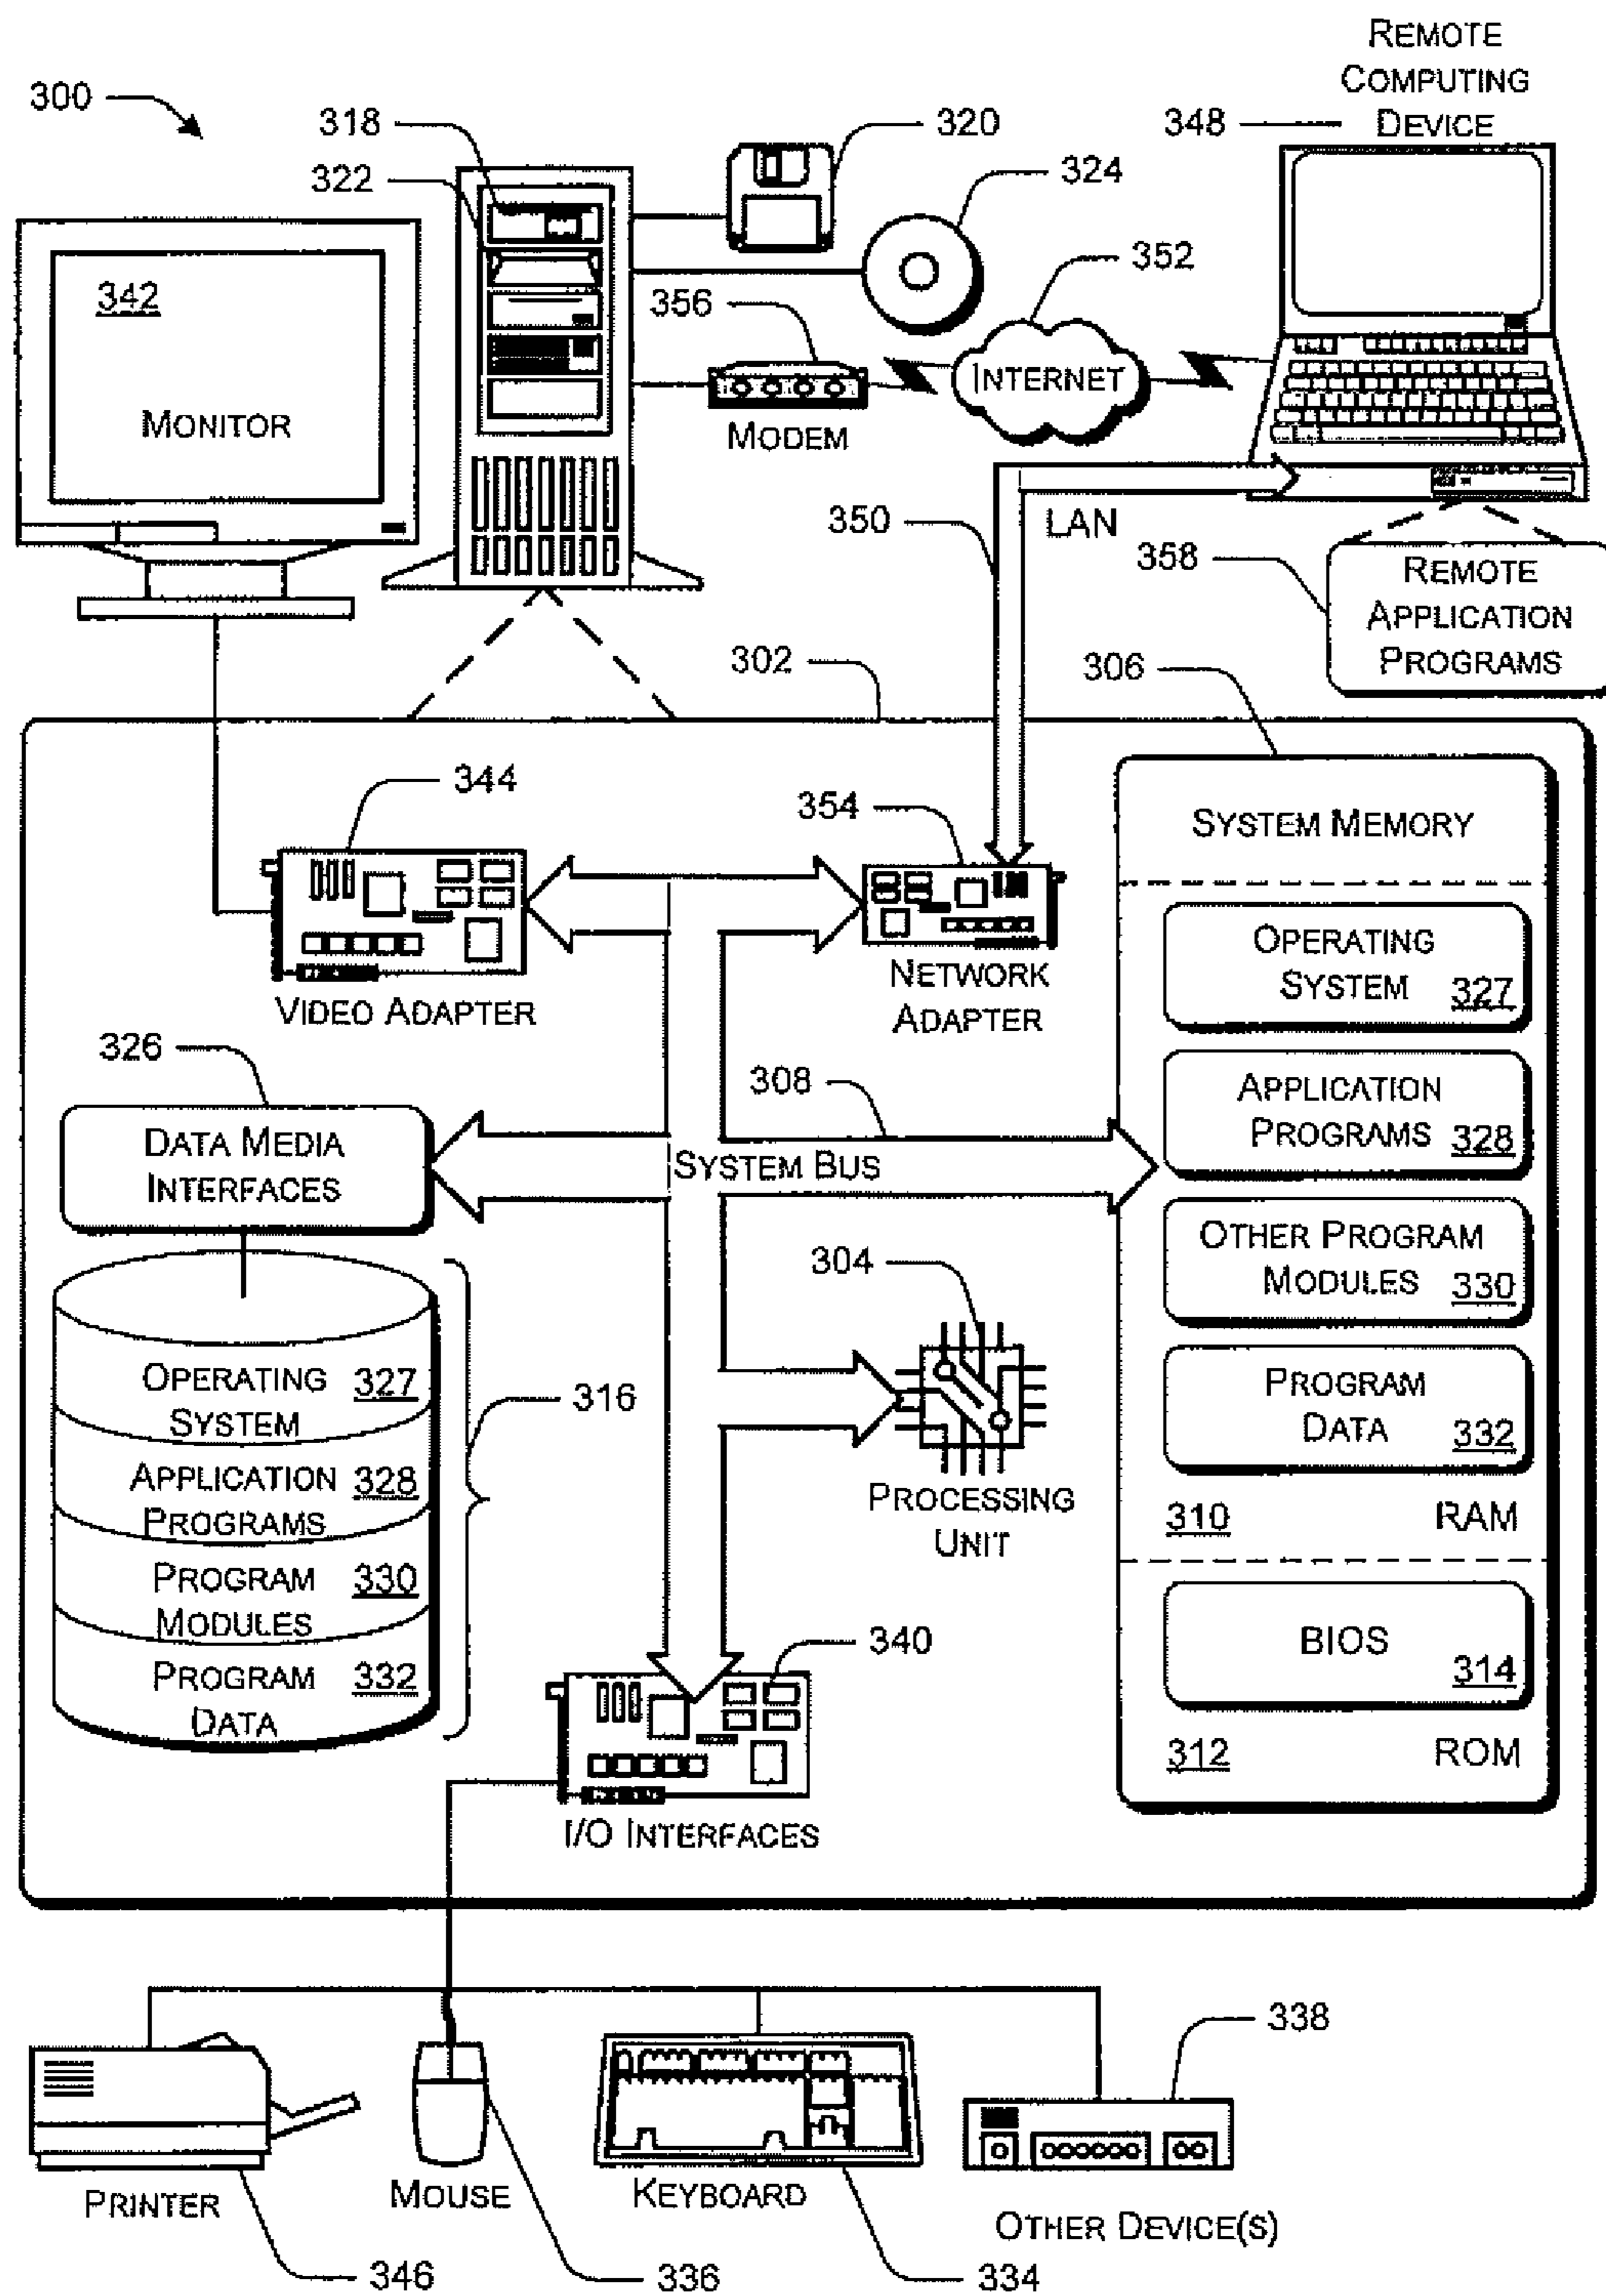 REMOTE
COMPUTING
DEVICE
300
318
322
320
348
324
342
MONITOR
356
352
INTERNET
MODEM
350
LAN
358
REMOTE
APPLICATION
PROGRAMS
302
306
344
354
SYSTEM MEMORY
VIDEO ADAPTER
NETWORK
ADAPTER
OPERATING
SYSTEM 327
326
308
DATA MEDIA
INTERFACES
SYSTEM BUS
APPLICATION
PROGRAMS 328
304
OTHER PROGRAM
MODULES 330
OPERATING 327
SYSTEM
316
APPLICATION 328
PROGRAMS
PROGRAM 330
MODULES
PROGRAM 332
DATA
PROCESSING
UNIT
PROGRAM
DATA 332
310 RAM
340
BIOS
314
312 ROM
I/O INTERFACES
338
PRINTER
MOUSE
KEYBOARD
OTHER DEVICE(S)
346
336
334